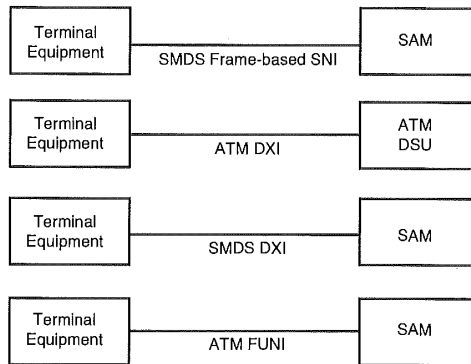 Terminal
Equipment
SMDS Frame-based SNI
SAM
Terminal
Equipment
ATM DXI
ATM
DSU
Terminal
Equipment
SMDS DXI
SAM
Terminal
Equipment
ATM FUNI
SAM